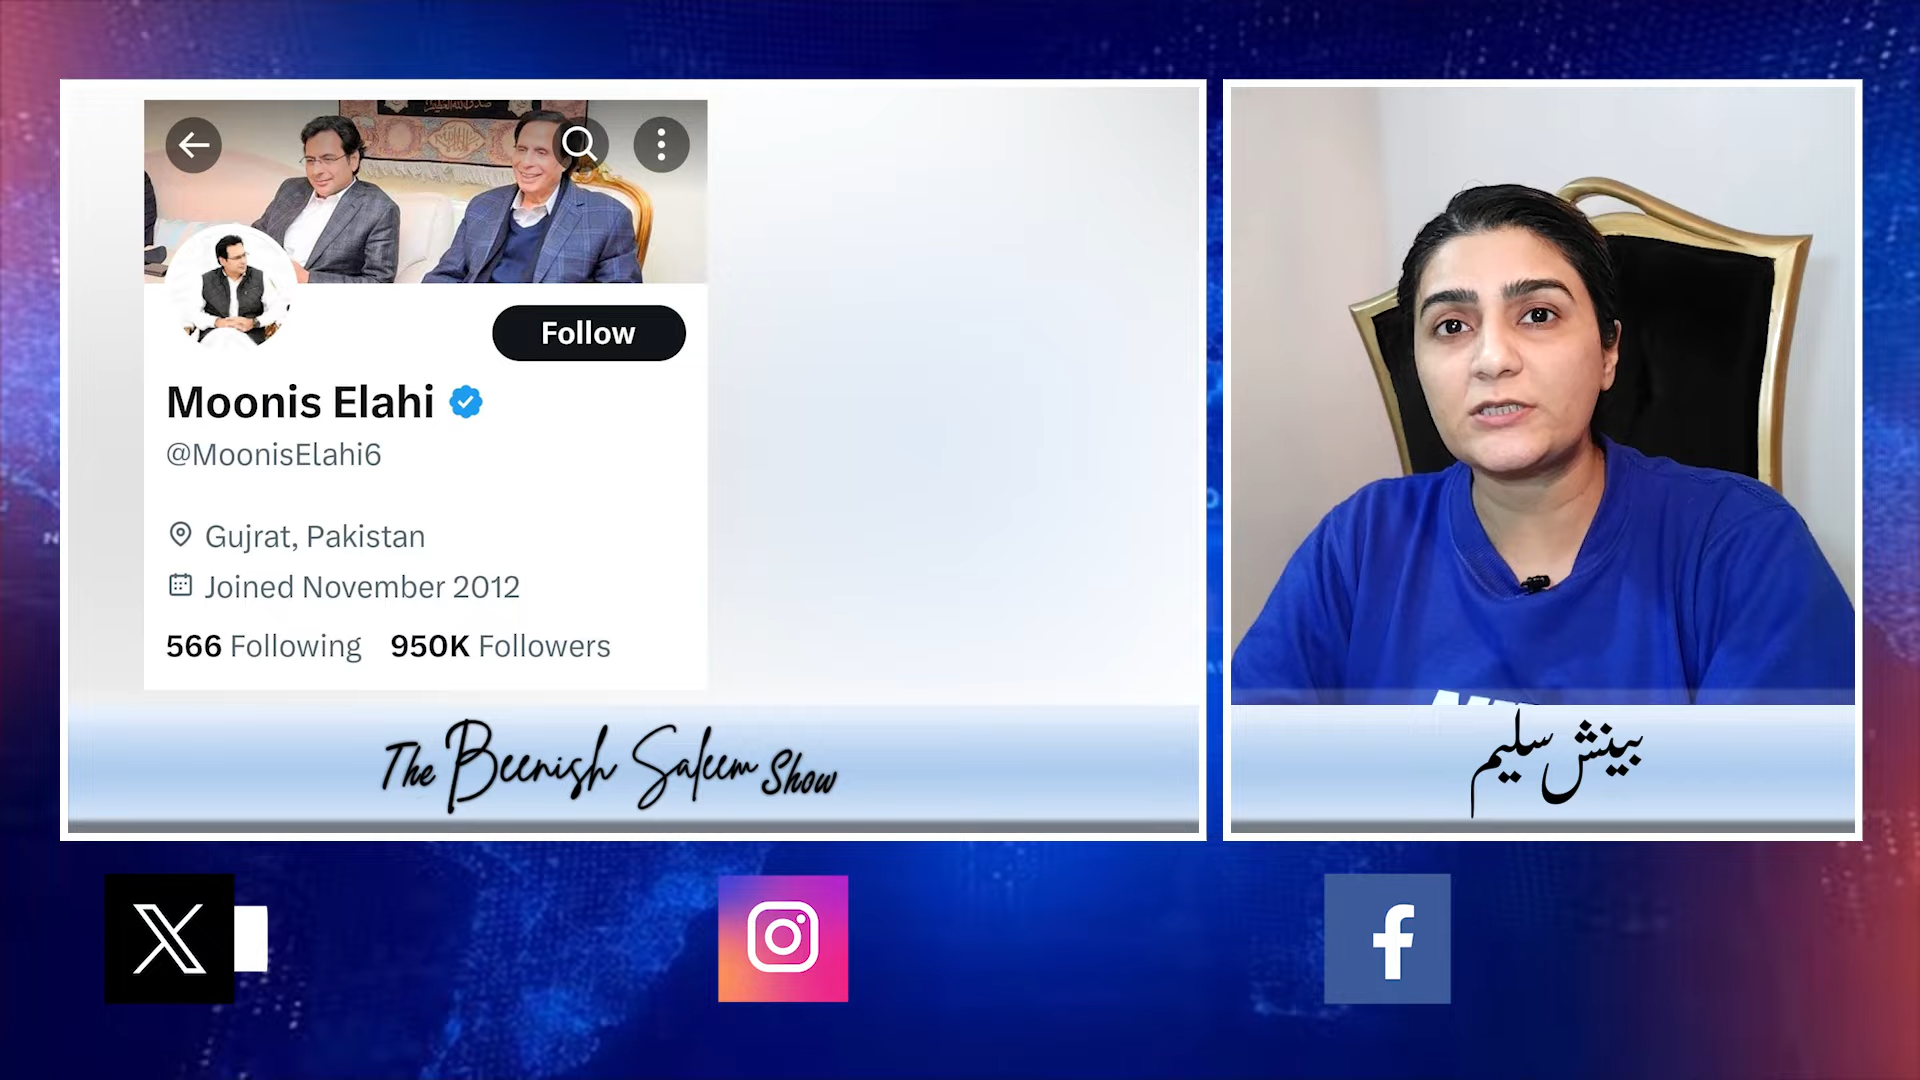 Follow
Moonis Elahi
@MoonisElahi6
Gujrat, Pakistan
Joined November 2012
566 Following 950K Followers
The Beenish Saleem Show
بینش سلیم